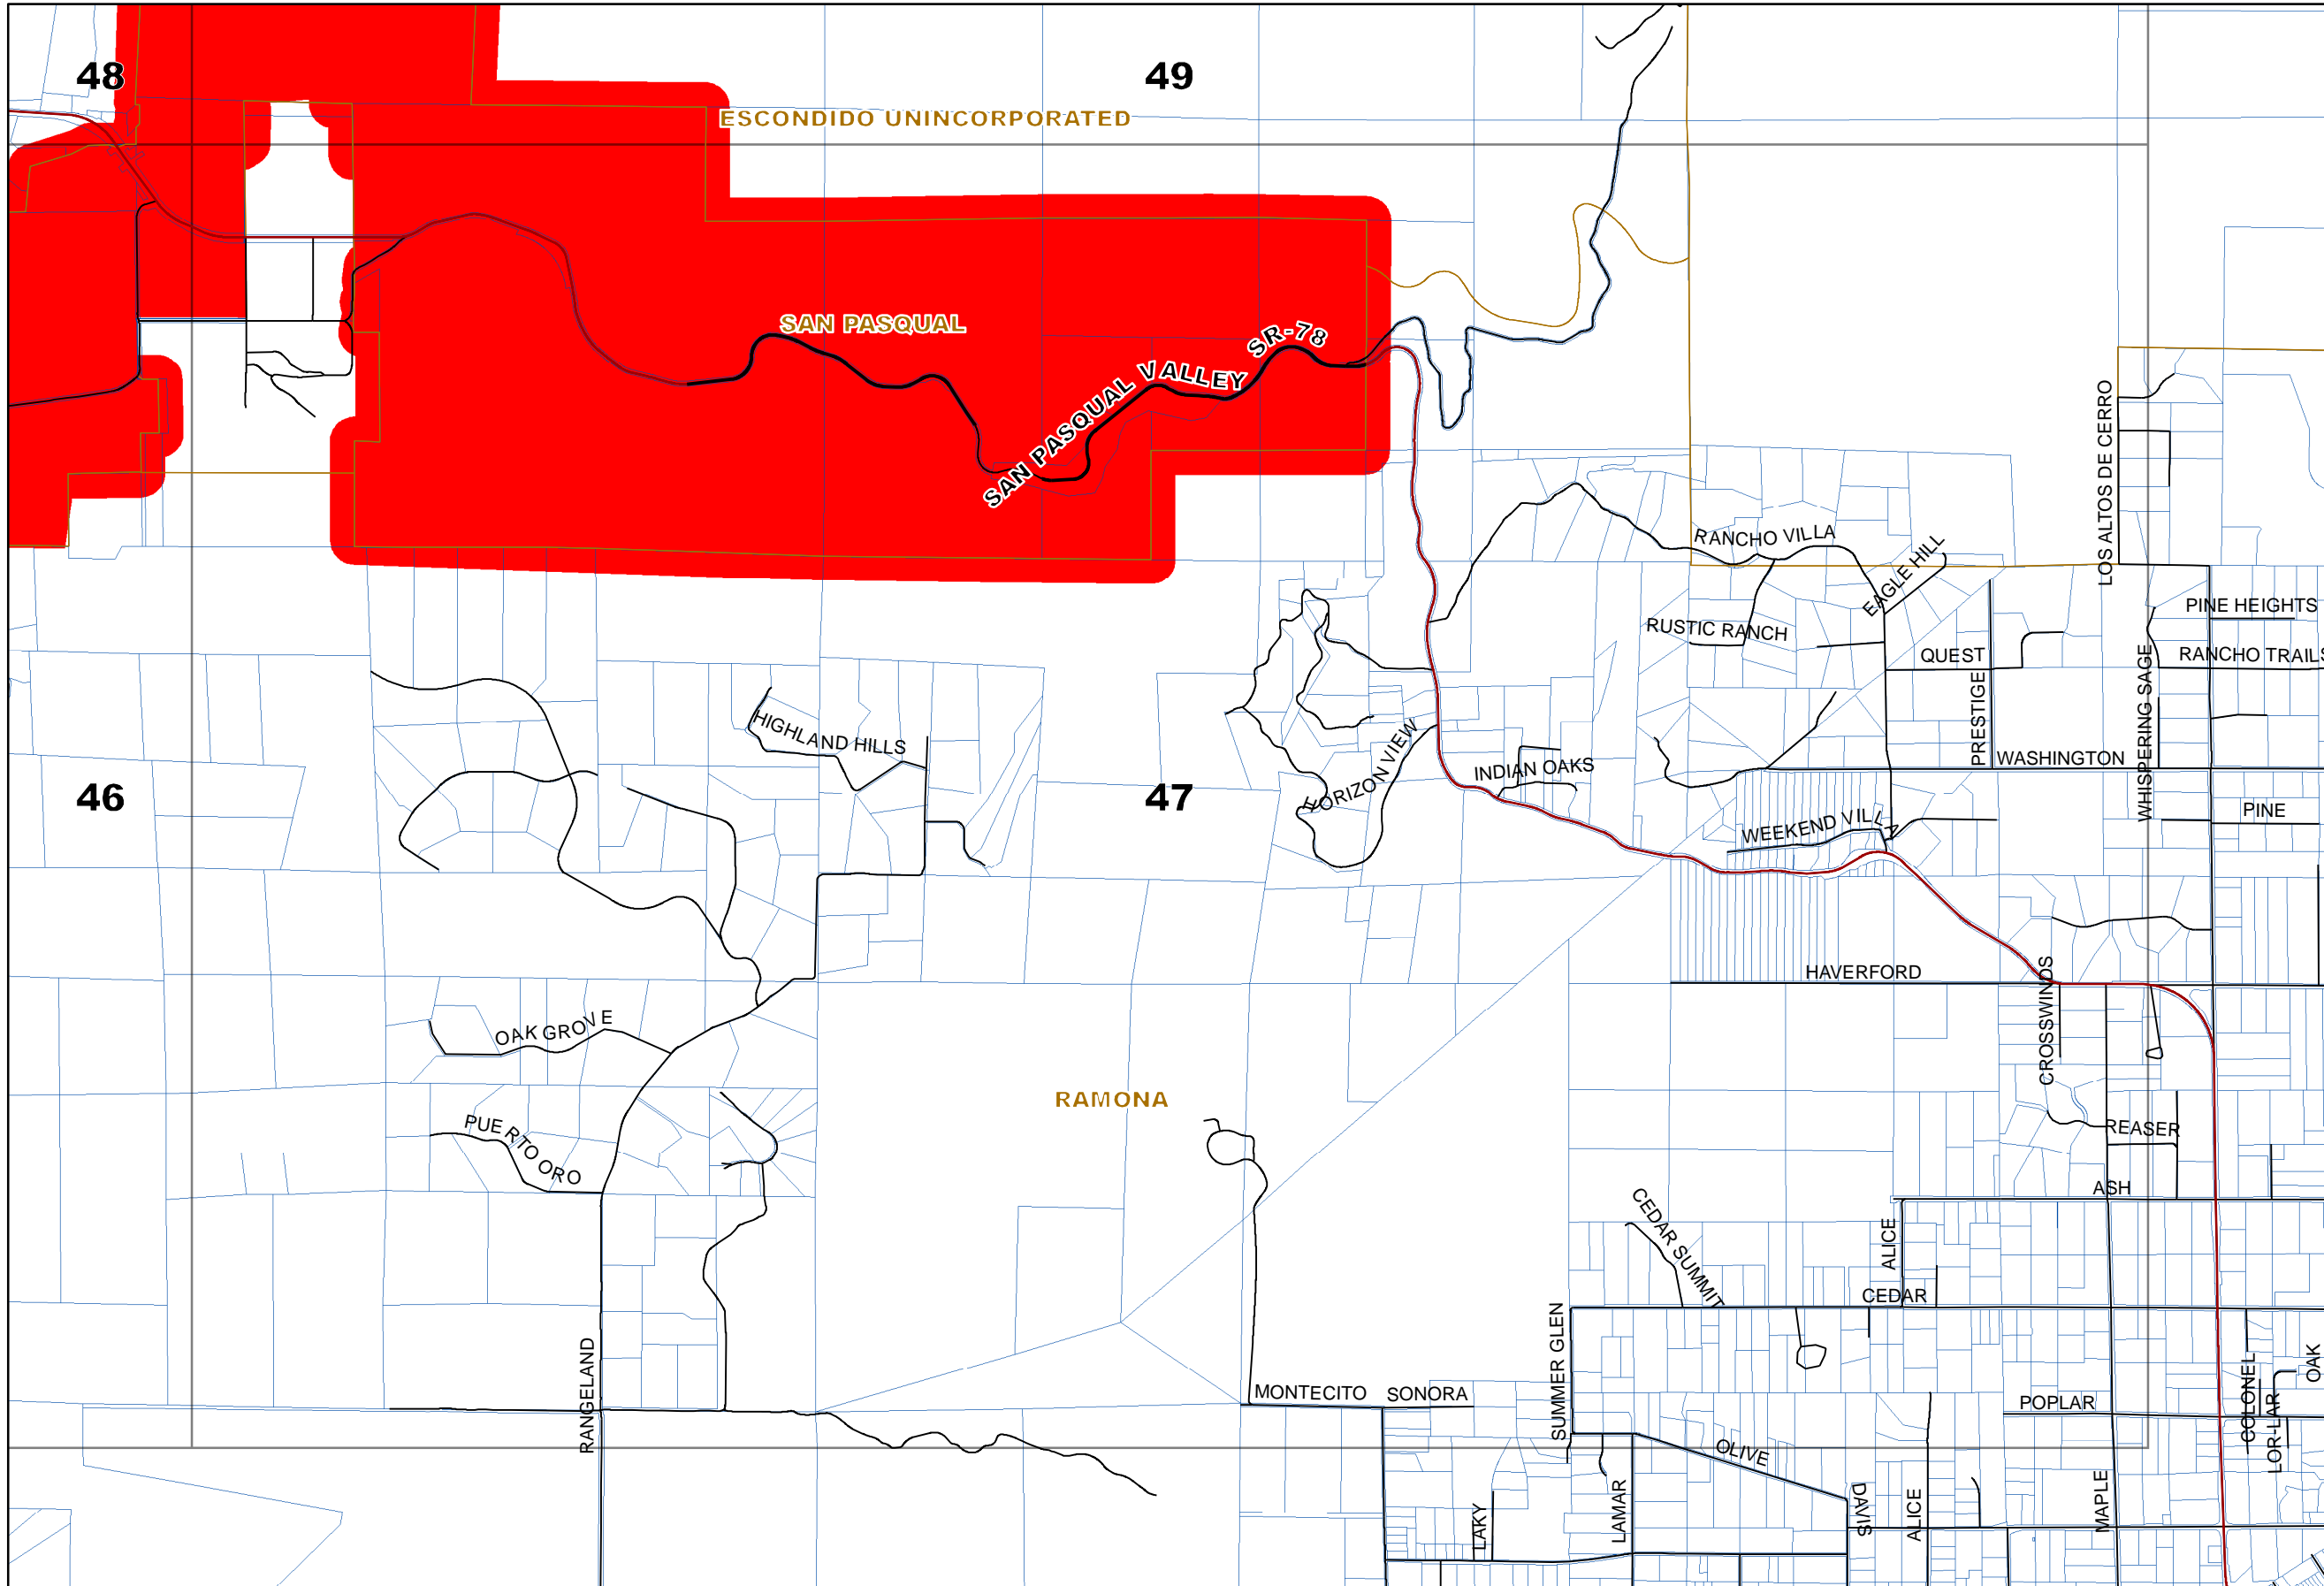 48
49
ESCONDIDO UNINCORPORATED
SAN PASQUAL
SAN PASQUAL VALLEY
SR-78
LOS ALTOS DE CERRO
RANCHO VILLA
EAGLE HILL
PINE HEIGHTS
RUSTIC RANCH
QUEST
RANCHO TRAILS
PRESTIGE
WHISPERING SAGE
HIGHLAND HILLS
HORIZON VIEW
INDIAN OAKS
WASHINGTON
46
47
WEEKEND VILLA
PINE
HAVERFORD
CROSSWINDS
OAK GROVE
RAMONA
PUERTO ORO
REASER
ASH
CEDAR SUMMIT
ALICE
CEDAR
RANGELAND
SUMMER GLEN
MONTECITO
SONORA
POPLAR
COLONEL
LOR-LAR
OAK
OLIVE
LAKY
LAMAR
DAVIS
ALICE
MAPLE